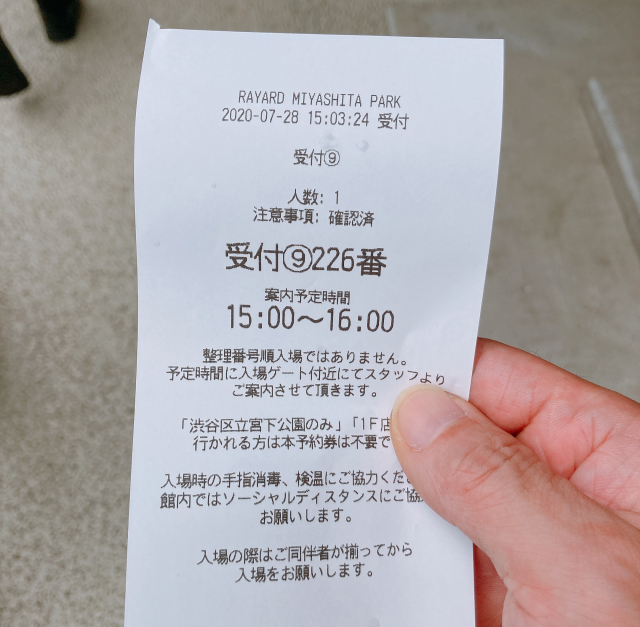 RAYARD MIYASHITA PARK
2020-07-28 15:03:24 受付
受付⑨
人数: 1
注意事項: 確認済
受付⑨226番
案内予定時間
15:00～16:00
整理番号順入場ではありません。
予定時間に入場ゲート付近にてスタッフより
ご案内させて頂きます。
「渋谷区立宮下公園のみ」「1F店
行かれる方は本予約券は不要で
入場時の手指消毒、検温にご協力くだ
館内ではソーシャルディスタンスにご協
お願いします。
入場の際はご同伴者が揃ってから
入場をお願いします。